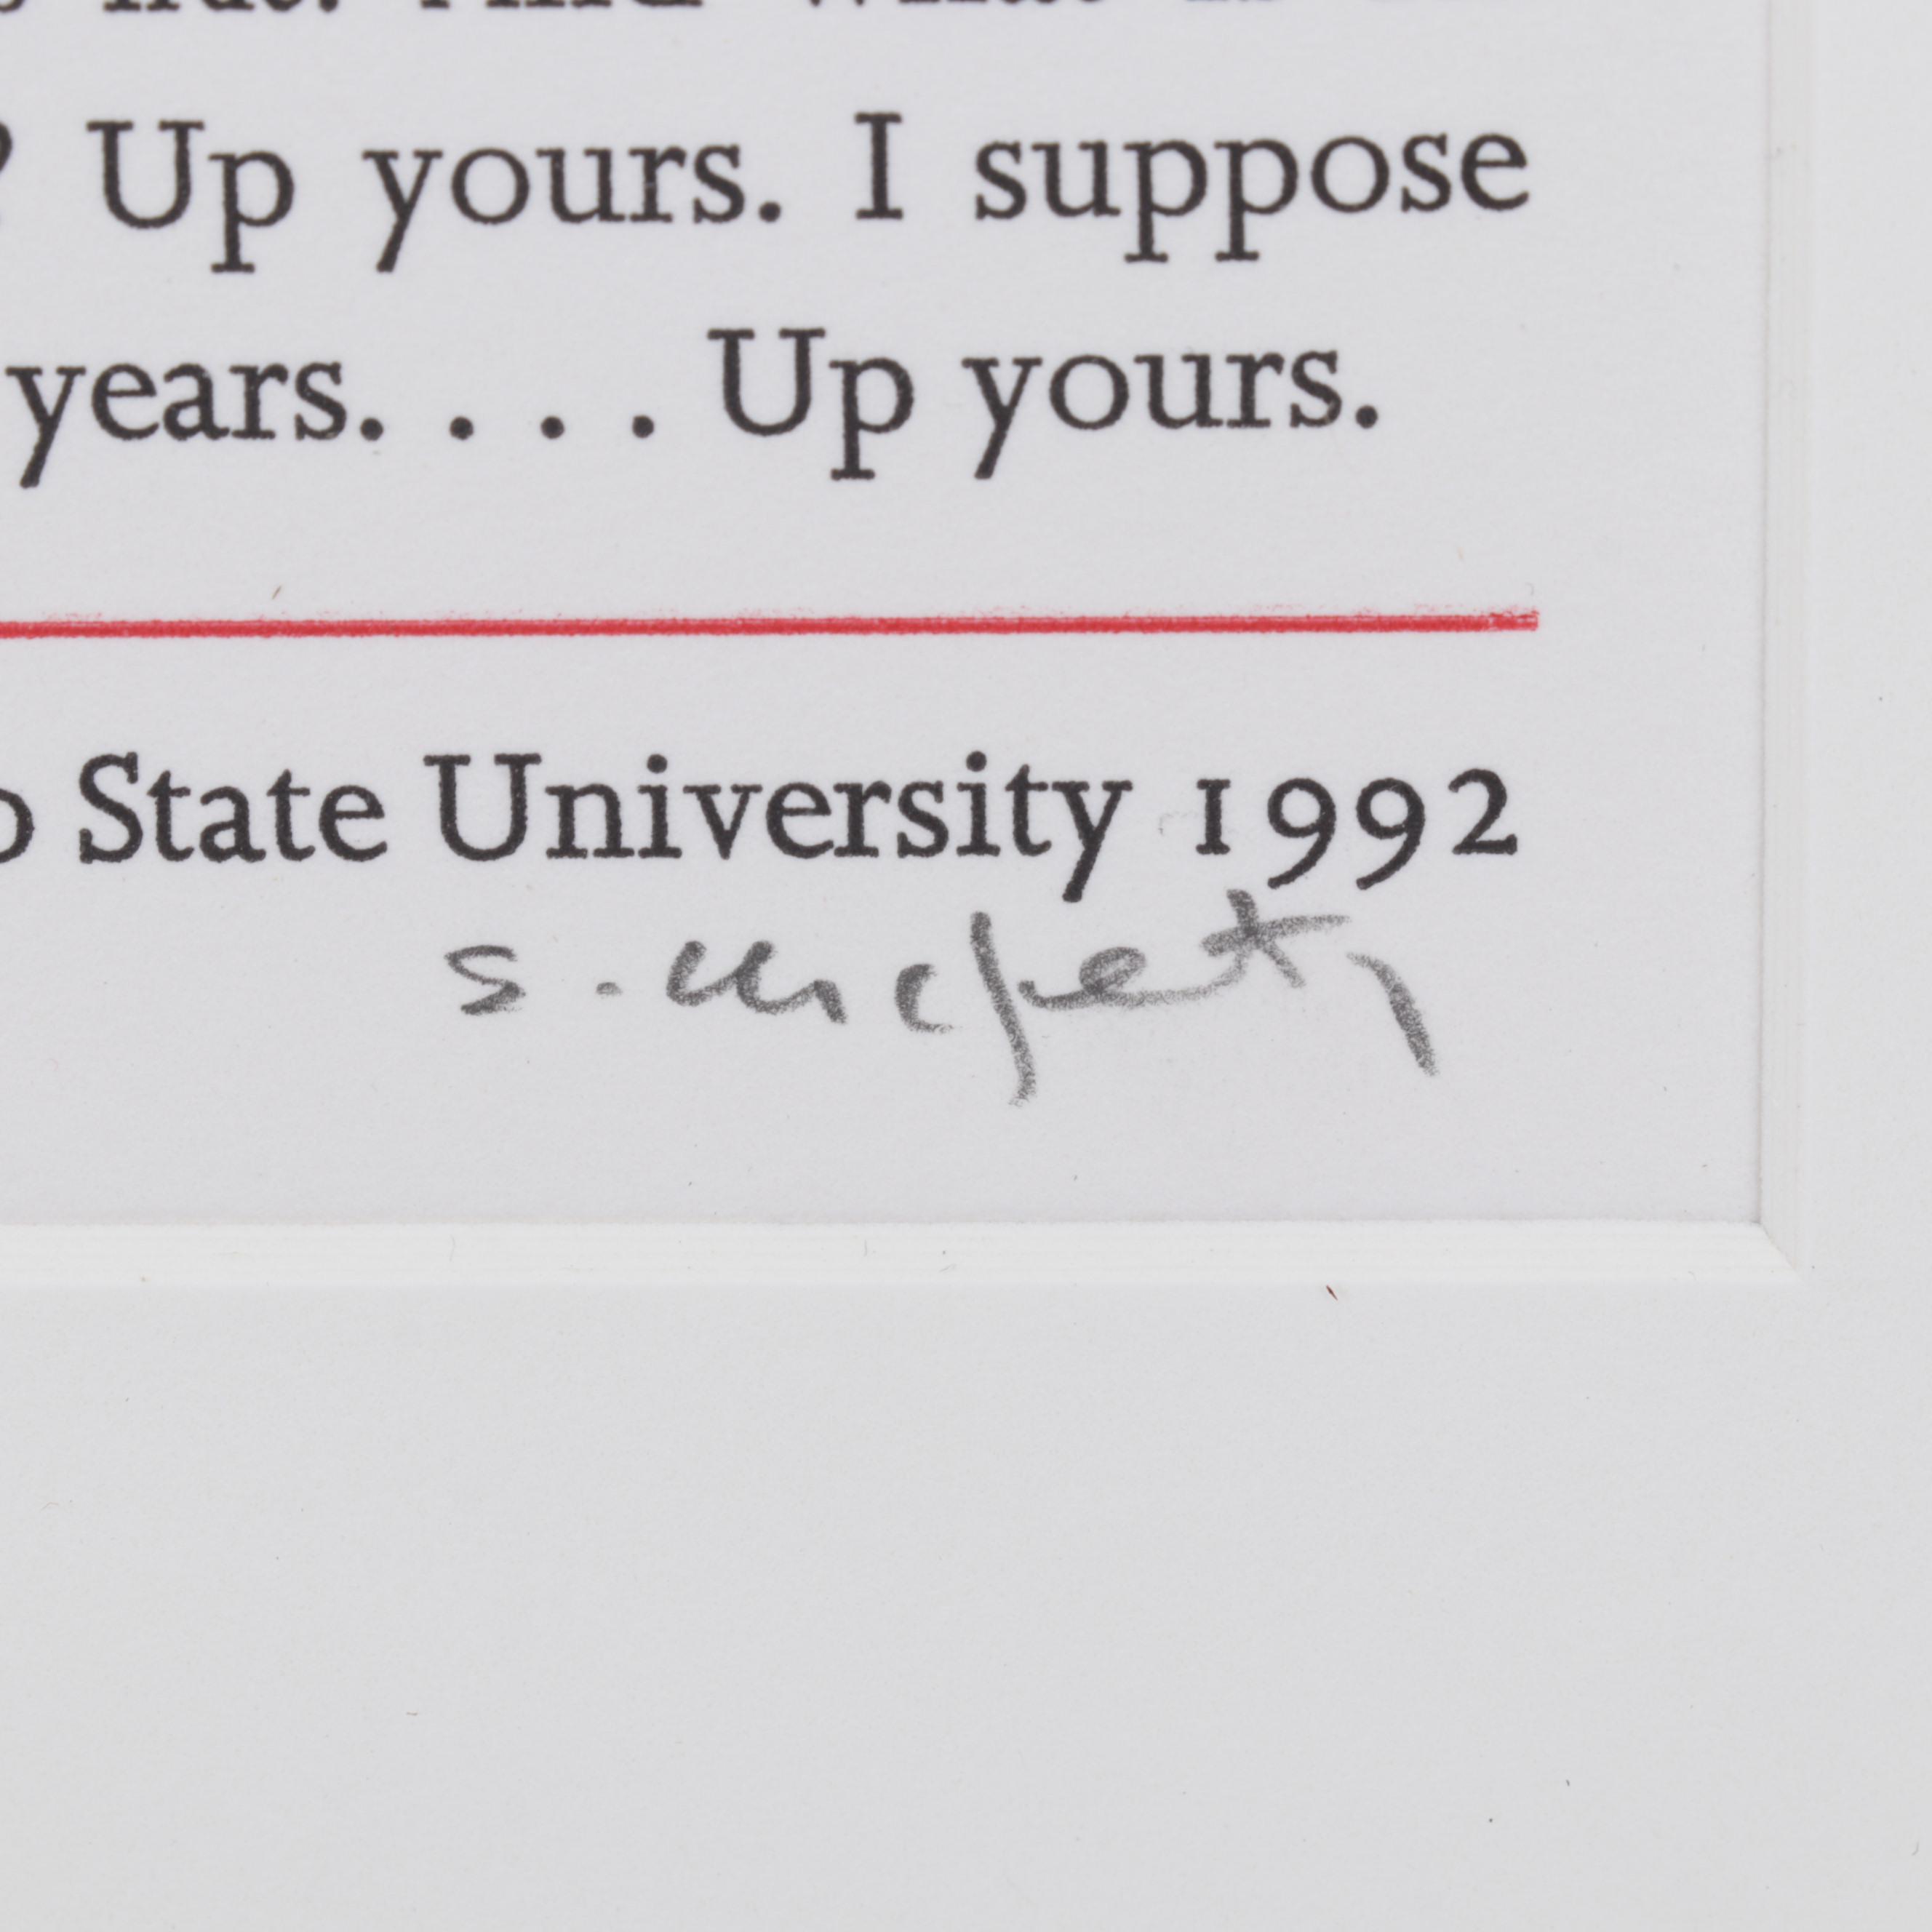 ? Up yours. I suppose
years. . . . Up yours.
State University 1992
s.